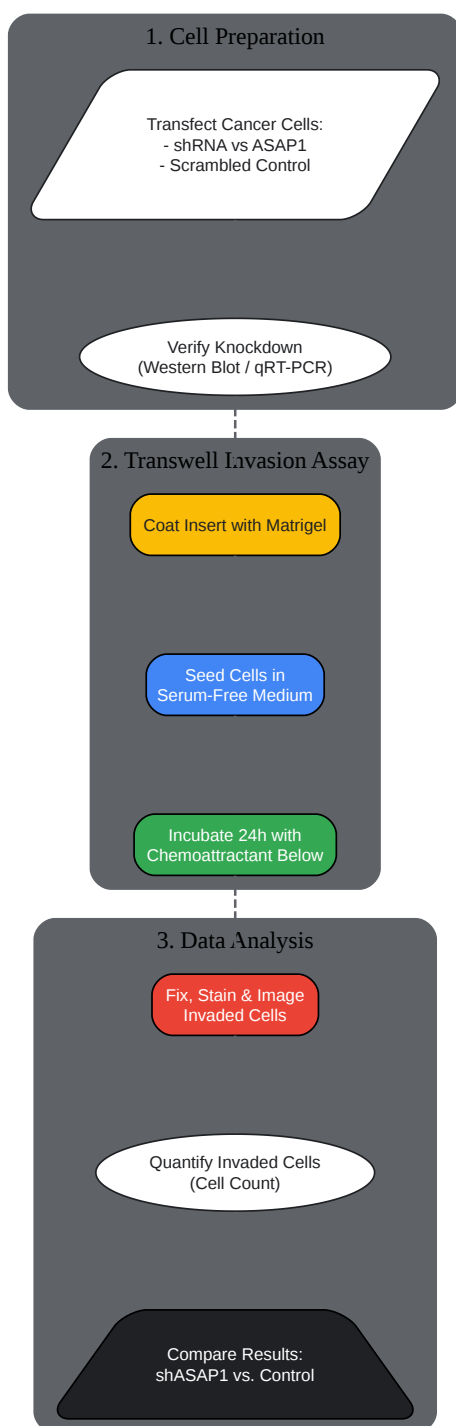 1. Cell Preparation
Transfect Cancer Cells:
- shRNA vs ASAP1
- Scrambled Control
Verify Knockdown
(Western Blot / qRT-PCR)
2. Transwell Invasion Assay
Coat Insert with Matrigel
Seed Cells in
Serum-Free Medium
Incubate 24h with
Chemoattractant Below
3. Data Analysis
Fix, Stain & Image
Invaded Cells
Quantify Invaded Cells
(Cell Count)
Compare Results:
shASAP1 vs. Control